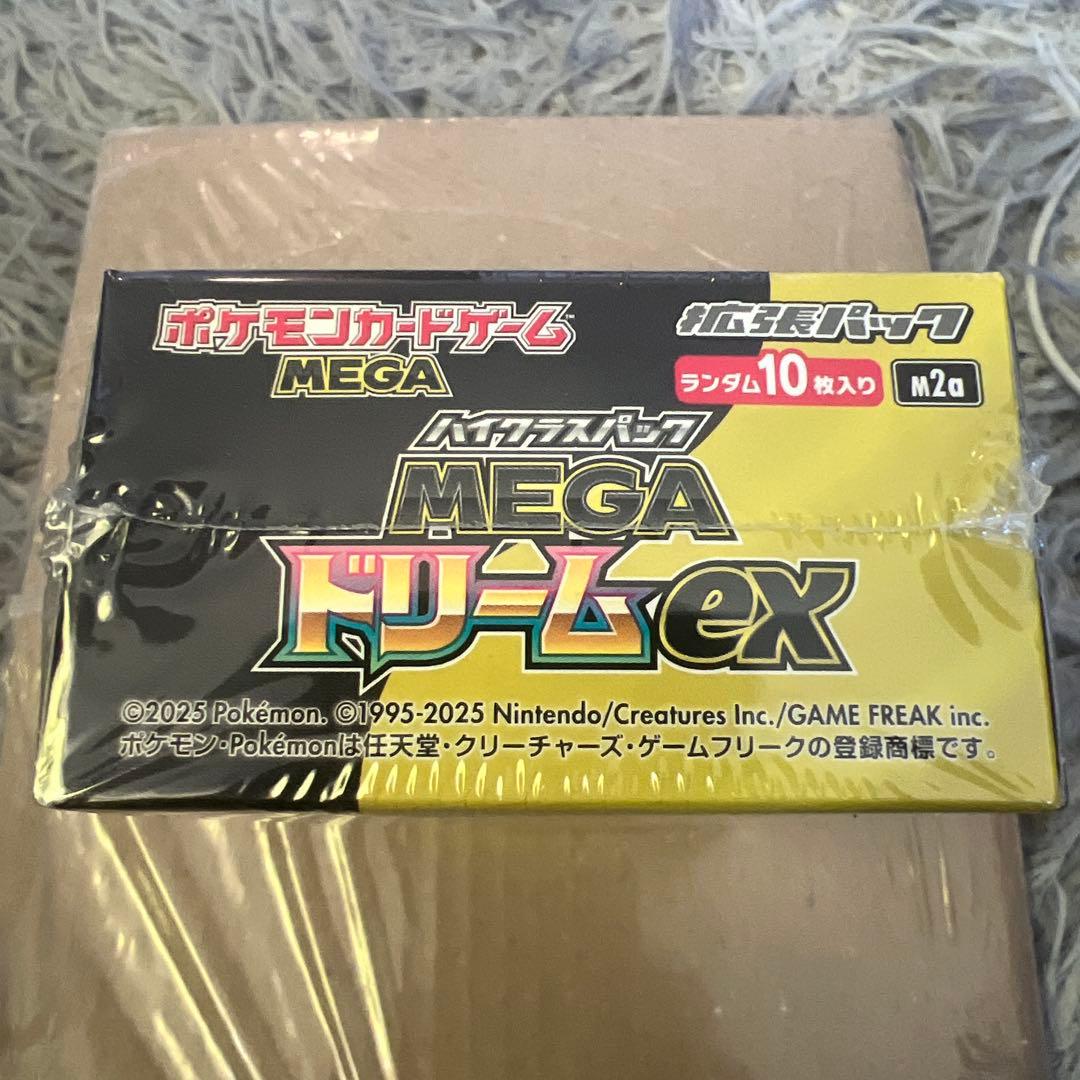 ポケモンカードゲーム™
MEGA
拡張パック
ランダム10枚入り
M2a
ハイクラスパック
MEGA
ドリームex
©2025 Pokémon. ©1995-2025 Nintendo/Creatures Inc./GAME FREAK inc.
ポケモン・Pokémonは任天堂・クリーチャーズ・ゲームフリークの登録商標です。